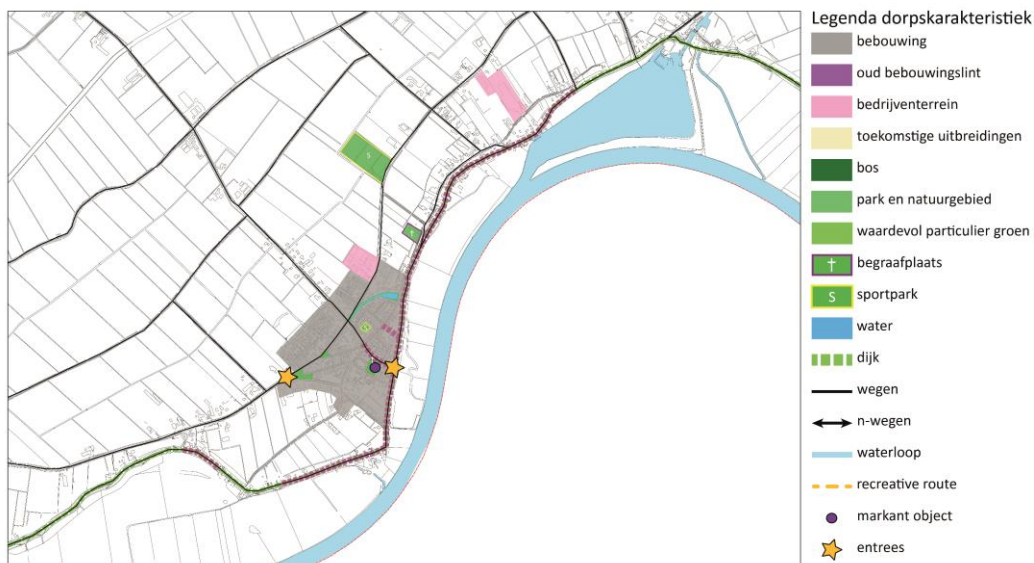 Legenda dorpskarakteristiek
bebouwing
oud bebouwingslint
bedrijventerrein
toekomstige uitbreidingen
bos
park en natuurgebied
waardevol particulier groen
begraafplaats
S
sportpark
water
dijk
wegen
n-wegen
waterloop
recreatieve route
markant object
entrees